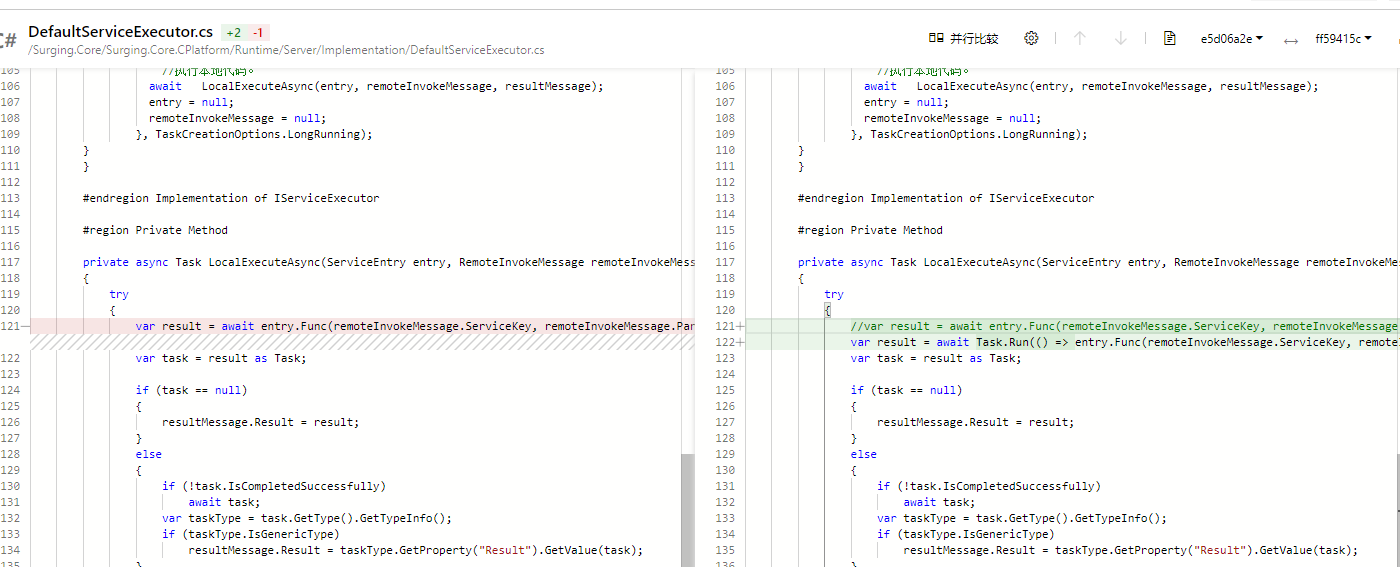 C#
DefaultServiceExecutor.cs +2 -1
/Surging.Core/Surging.Core.CPlatform/Runtime/Server/Implementation/DefaultServiceExecutor.cs
并行比较
e5d06a2e
ff59415c
105 //执行本地代码。
106 await   LocalExecuteAsync(entry, remoteInvokeMessage, resultMessage);
107 entry = null;
108 remoteInvokeMessage = null;
109 }, TaskCreationOptions.LongRunning);
110 }
111 }
112
113 #endregion Implementation of IServiceExecutor
114
115 #region Private Method
116
117 private async Task LocalExecuteAsync(ServiceEntry entry, RemoteInvokeMessage remoteInvokeMess
118 {
119 try
120 {
121— var result = await entry.Func(remoteInvokeMessage.ServiceKey, remoteInvokeMessage.Par
122 var task = result as Task;
123
124 if (task == null)
125 {
126 resultMessage.Result = result;
127 }
128 else
129 {
130 if (!task.IsCompletedSuccessfully)
131 await task;
132 var taskType = task.GetType().GetTypeInfo();
133 if (taskType.IsGenericType)
134 resultMessage.Result = taskType.GetProperty("Result").GetValue(task);
135 }
105 //执行本地代码。
106 await   LocalExecuteAsync(entry, remoteInvokeMessage, resultMessage);
107 entry = null;
108 remoteInvokeMessage = null;
109 }, TaskCreationOptions.LongRunning);
110 }
111 }
112
113 #endregion Implementation of IServiceExecutor
114
115 #region Private Method
116
117 private async Task LocalExecuteAsync(ServiceEntry entry, RemoteInvokeMessage remoteInvokeMe
118 {
119 try
120 {
121+ //var result = await entry.Func(remoteInvokeMessage.ServiceKey, remoteInvokeMessage
122+ var result = await Task.Run(() => entry.Func(remoteInvokeMessage.ServiceKey, remote
123 var task = result as Task;
124
125 if (task == null)
126 {
127 resultMessage.Result = result;
128 }
129 else
130 {
131 if (!task.IsCompletedSuccessfully)
132 await task;
133 var taskType = task.GetType().GetTypeInfo();
134 if (taskType.IsGenericType)
135 resultMessage.Result = taskType.GetProperty("Result").GetValue(task);
136 }